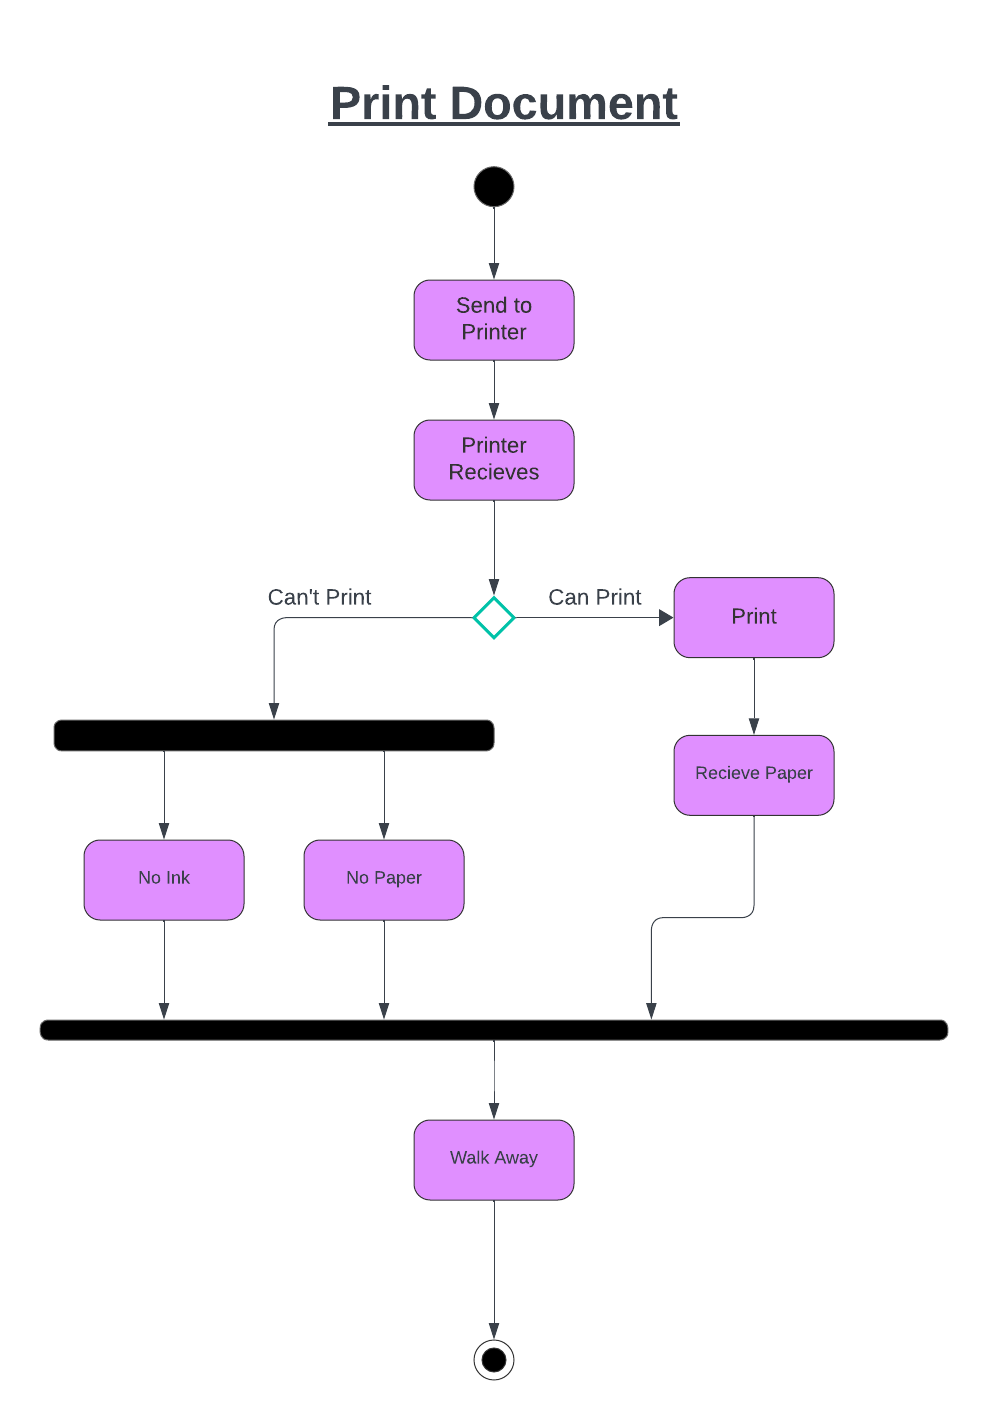 Print Document
Send to
Printer
Printer
Recieves
Can't Print
Can Print
Print
Recieve Paper
No Ink
No Paper
Walk Away